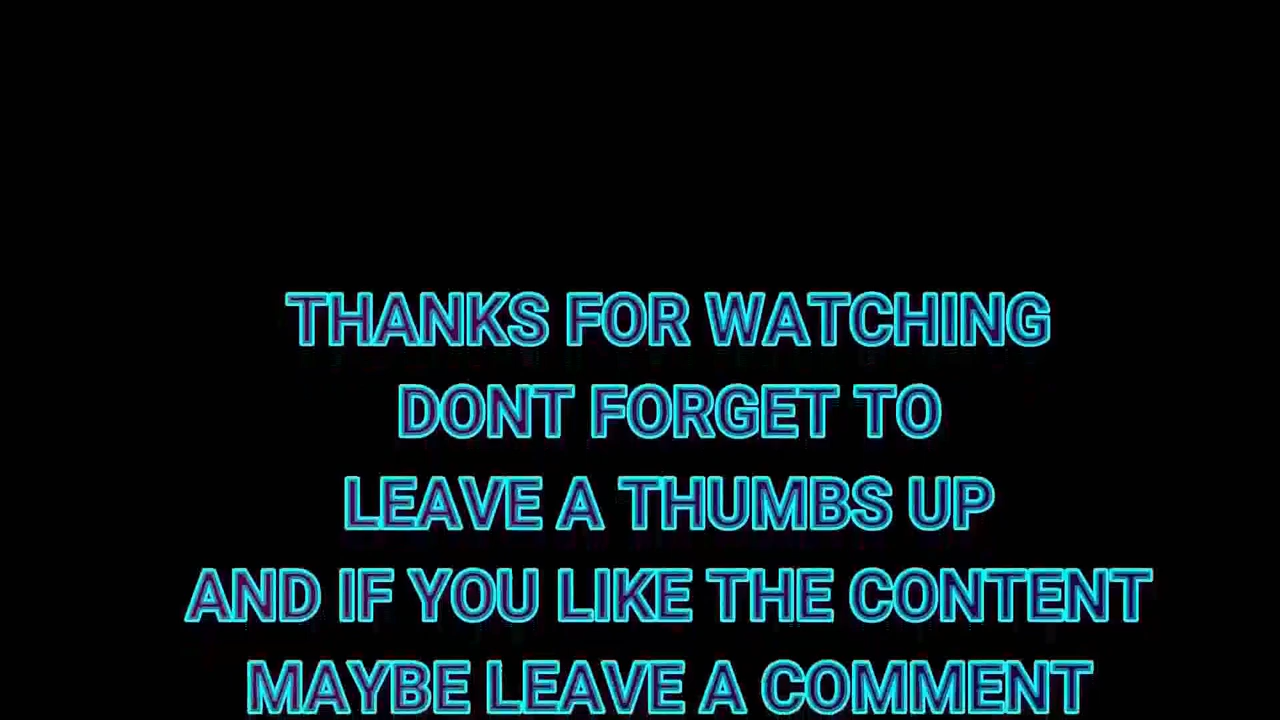 THANKS FOR WATCHING
DONT FORGET TO
LEAVE A THUMBS UP
AND IF YOU LIKE THE CONTENT
MAYBE LEAVE A COMMENT